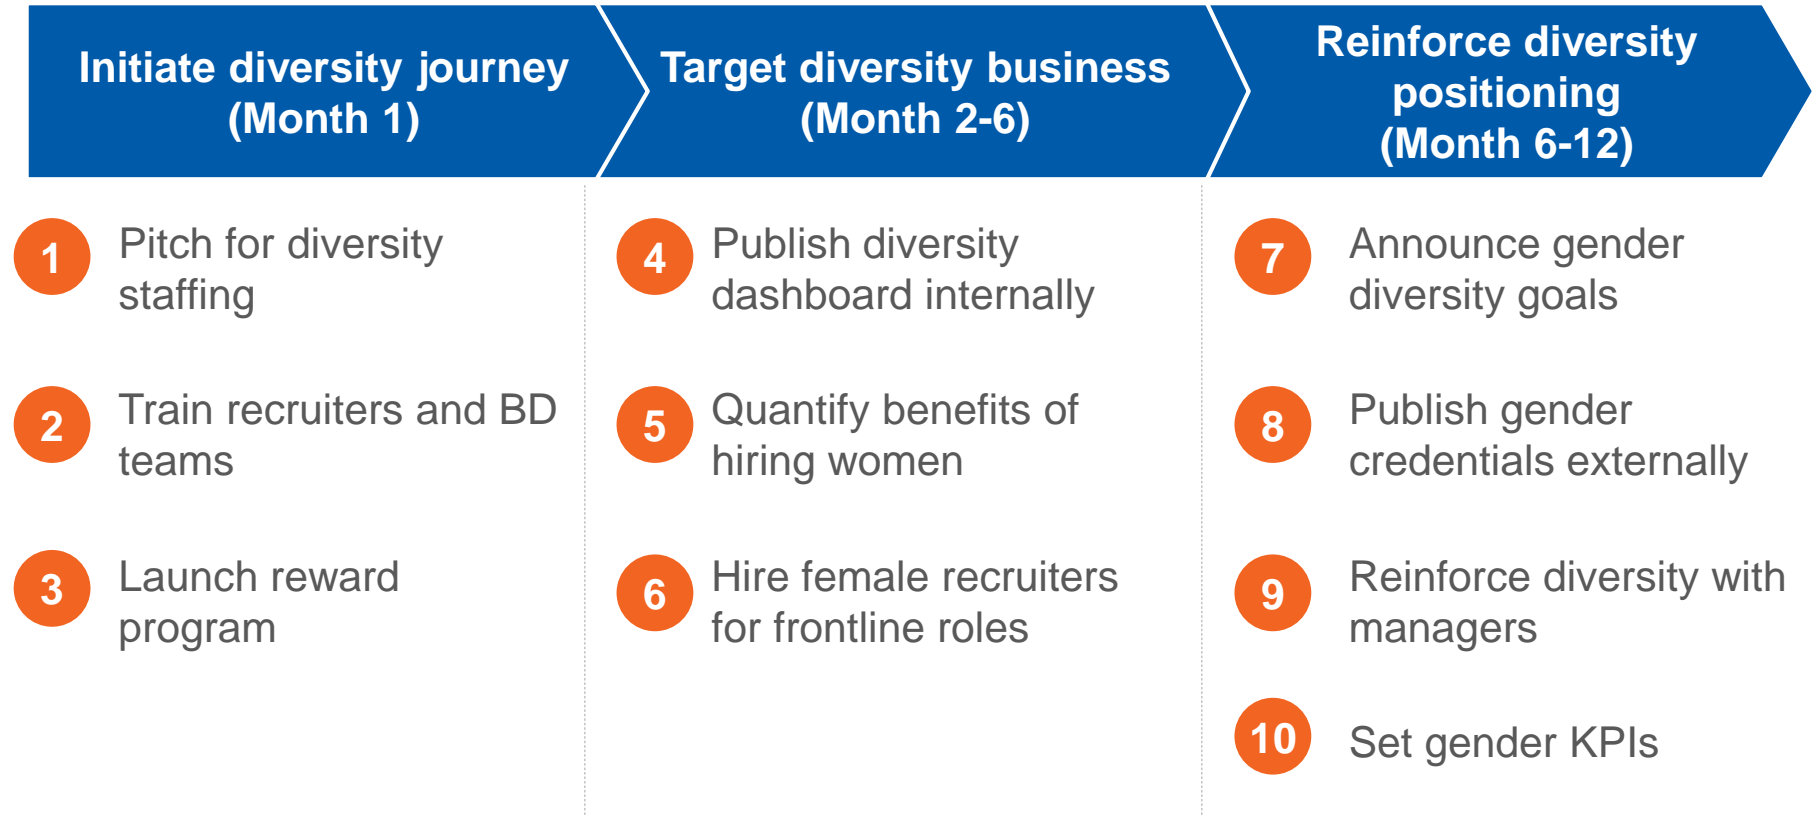 Initiate diversity journey
(Month 1)
Target diversity business
(Month 2-6)
Reinforce diversity
positioning
(Month 6-12)
1
Pitch for diversity
staffing
2
Train recruiters and BD
teams
3
Launch reward
program
4
Publish diversity
dashboard internally
5
Quantify benefits of
hiring women
6
Hire female recruiters
for frontline roles
7
Announce gender
diversity goals
8
Publish gender
credentials externally
9
Reinforce diversity with
managers
10
Set gender KPIs